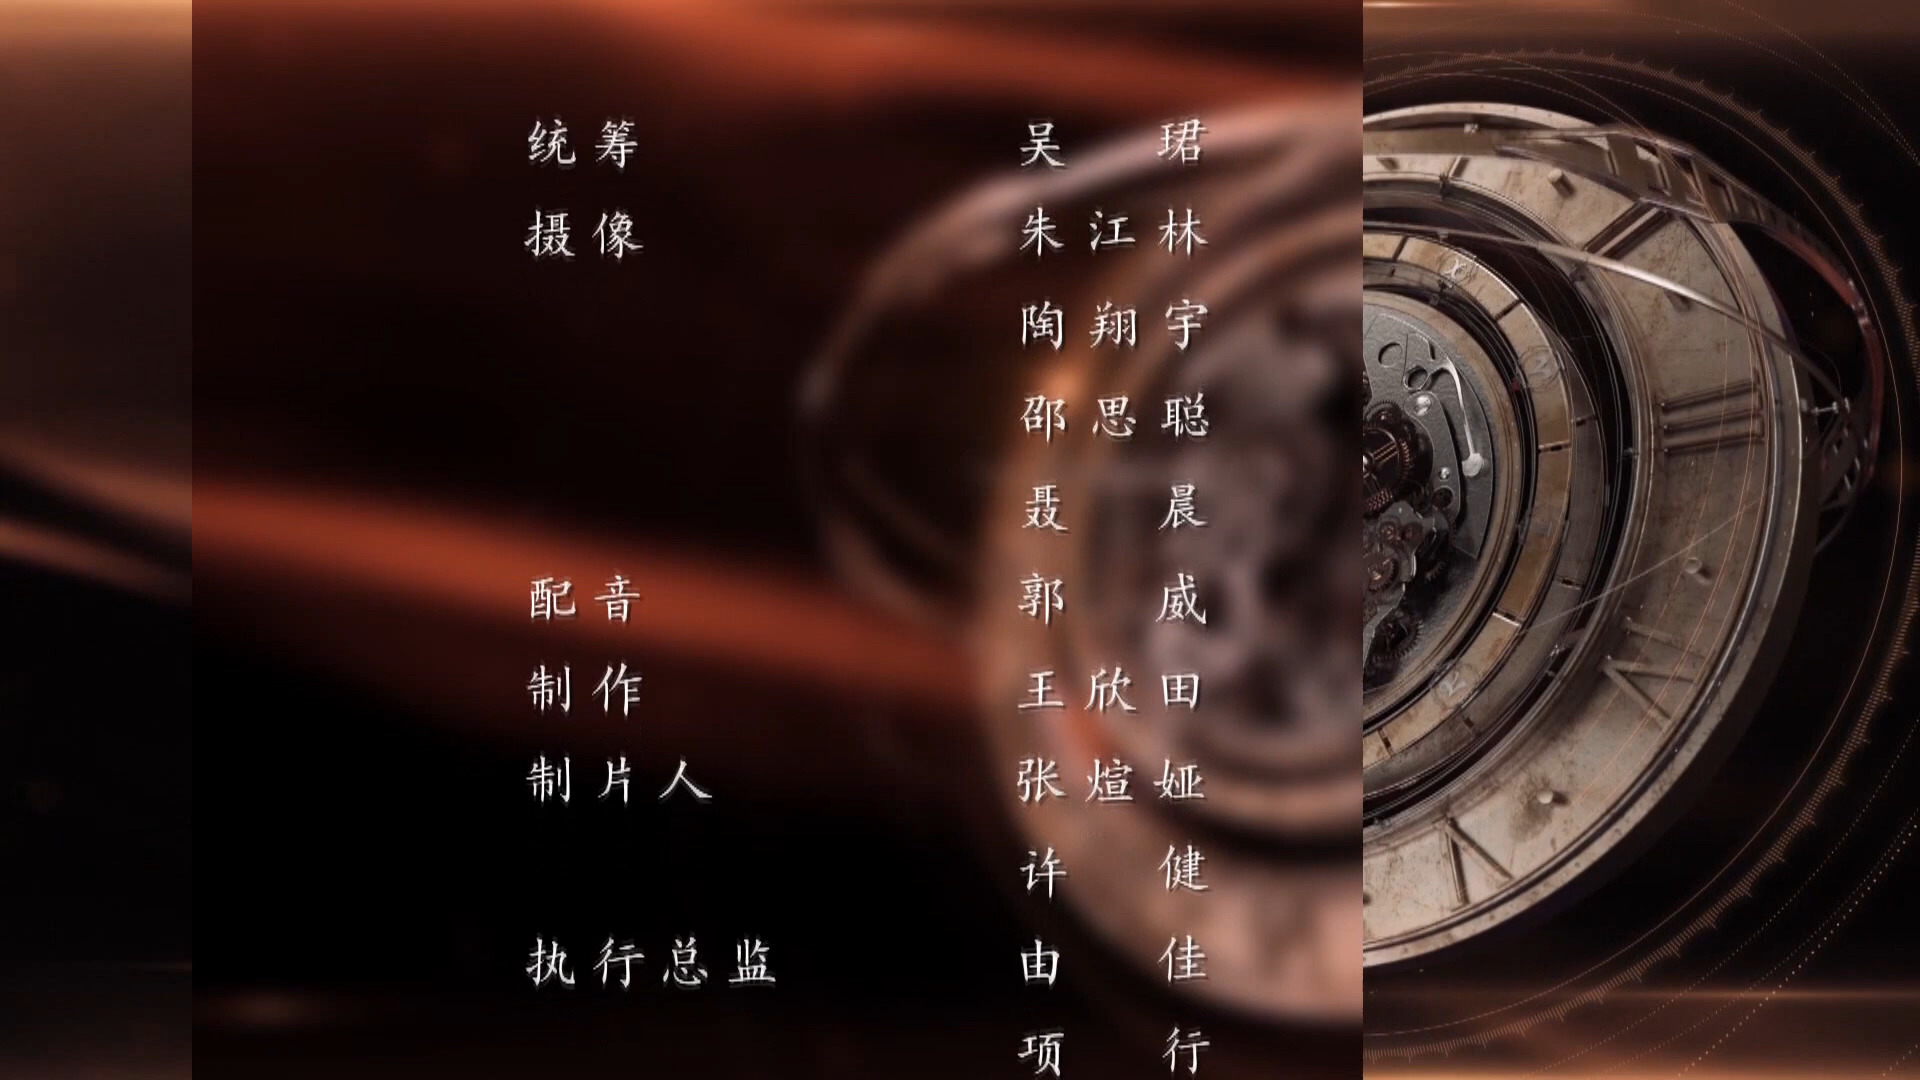 统筹 吴珺
摄像 朱江林
陶翔宇
邵思聪
聂晨
配音 郭威
制作 王欣田
制片人 张煊娅
许健
执行总监 由佳
项行